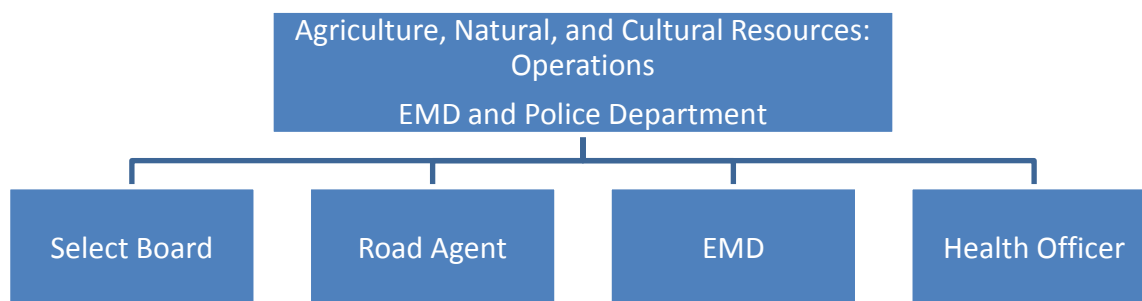 Agriculture, Natural, and Cultural Resources:
Operations
EMD and Police Department
Select Board
Road Agent
EMD
Health Officer